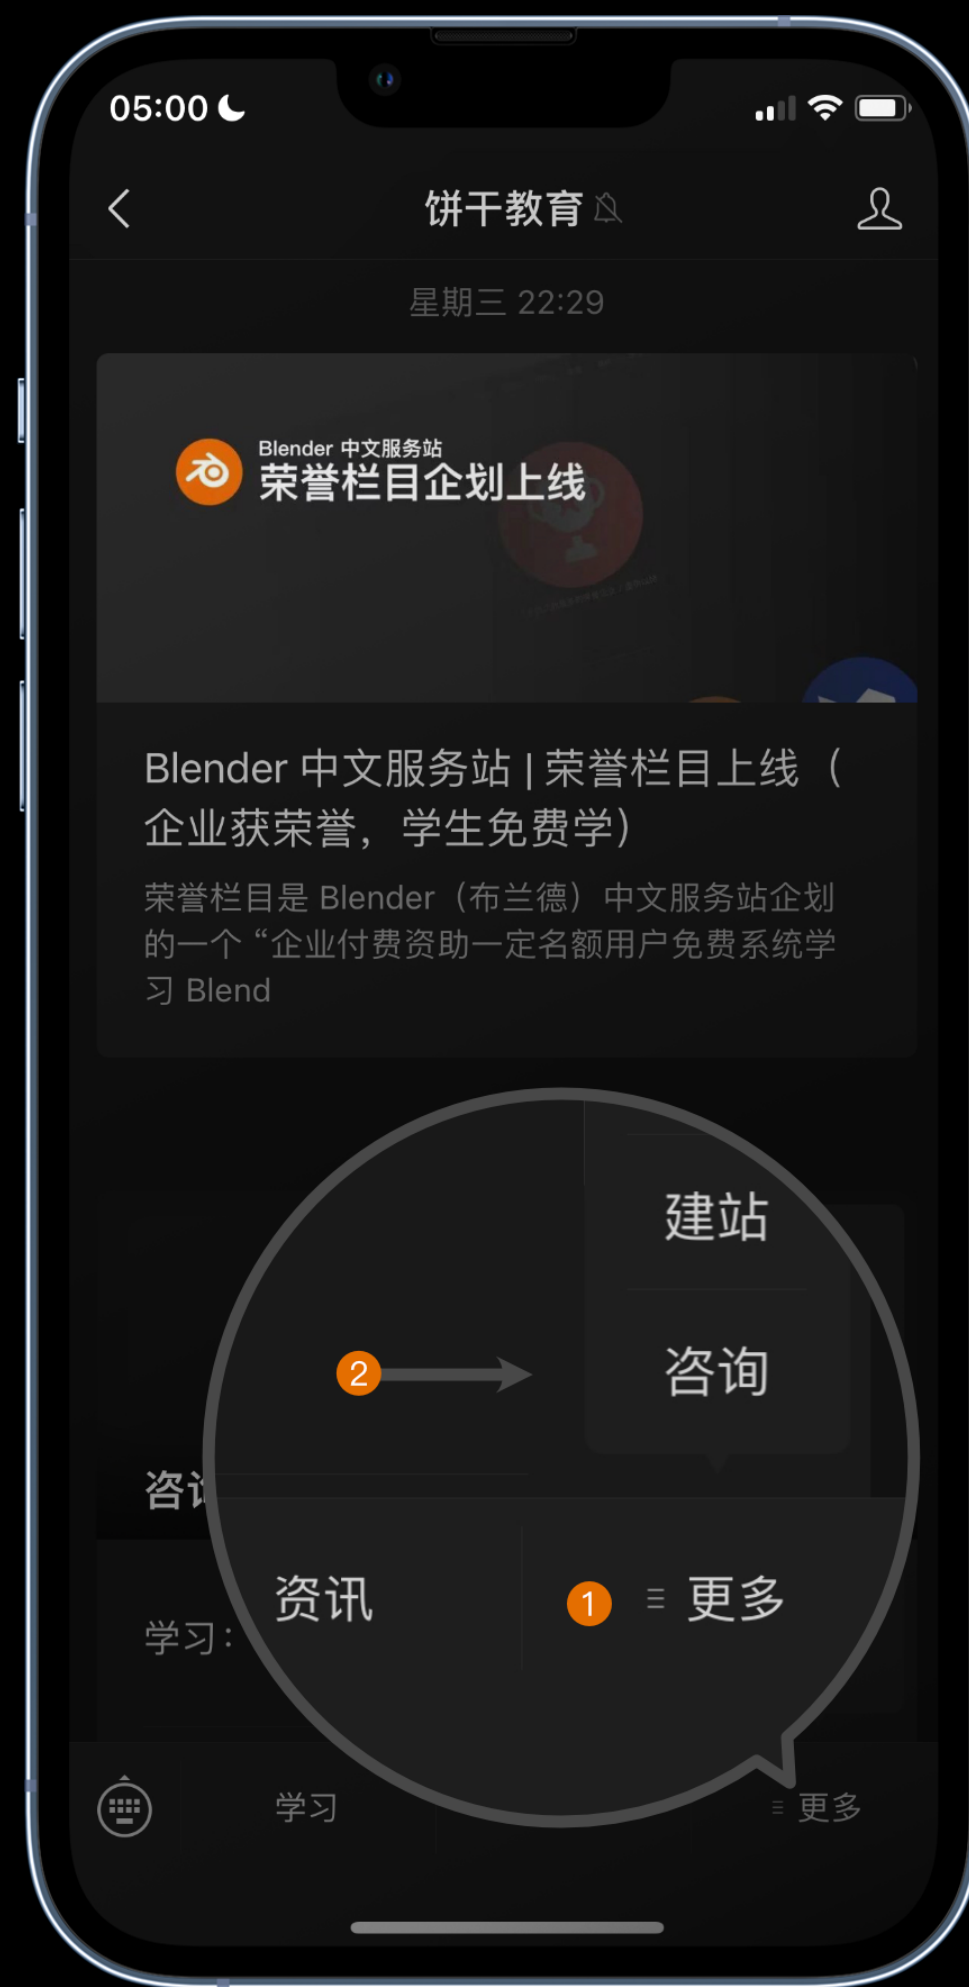 05:00
饼干教育
星期三 22:29
Blender 中文服务站
荣誉栏目企划上线
Blender 中文服务站 | 荣誉栏目上线（
企业获荣誉，学生免费学）
荣誉栏目是 Blender（布兰德）中文服务站企划
的一个 “企业付费资助一定名额用户免费系统学
习 Blend
建站
2
咨询
咨
资讯
1
更多
学习：
学习
更多